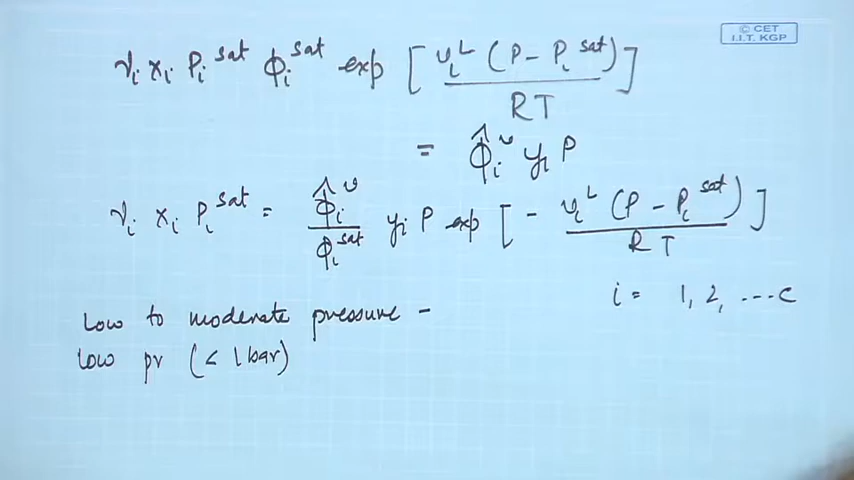 © CET
I.I.T. KGP
γi xi Pi^sat ϕi^sat exp [ vi^L (P - Pi^sat) / RT ]
= ϕ̂i^v yi P
γi xi Pi^sat = ϕ̂i^v / ϕi^sat yi P exp [ - vi^L (P - Pi^sat) / RT ]
i = 1, 2, ... c
Low to moderate pressure -
Low pr (< 1 bar)